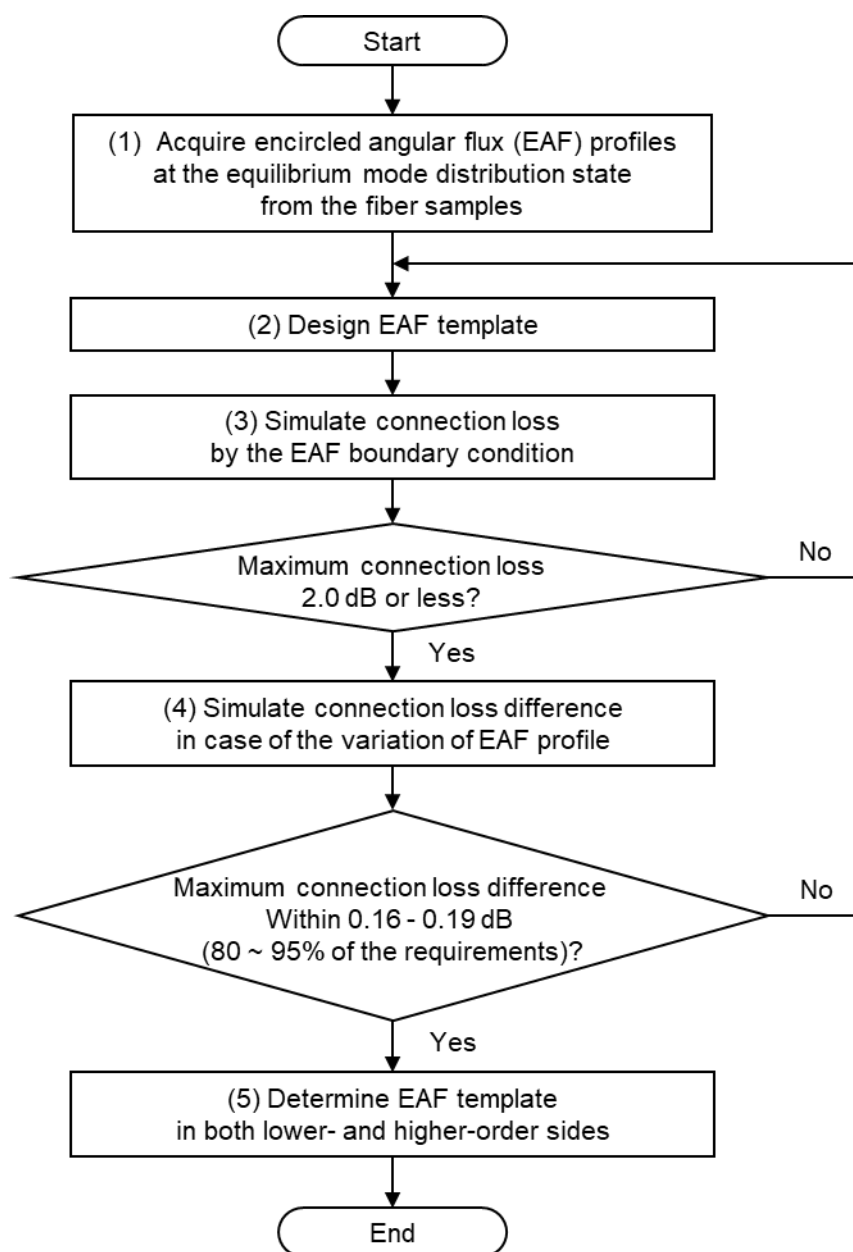 Start
(1) Acquire encircled angular flux (EAF) profiles
at the equilibrium mode distribution state
from the fiber samples
(2) Design EAF template
(3) Simulate connection loss
by the EAF boundary condition
Maximum connection loss
2.0 dB or less?
No
Yes
(4) Simulate connection loss difference
in case of the variation of EAF profile
Maximum connection loss difference
Within 0.16 - 0.19 dB
(80 ~ 95% of the requirements)?
No
Yes
(5) Determine EAF template
in both lower- and higher-order sides
End